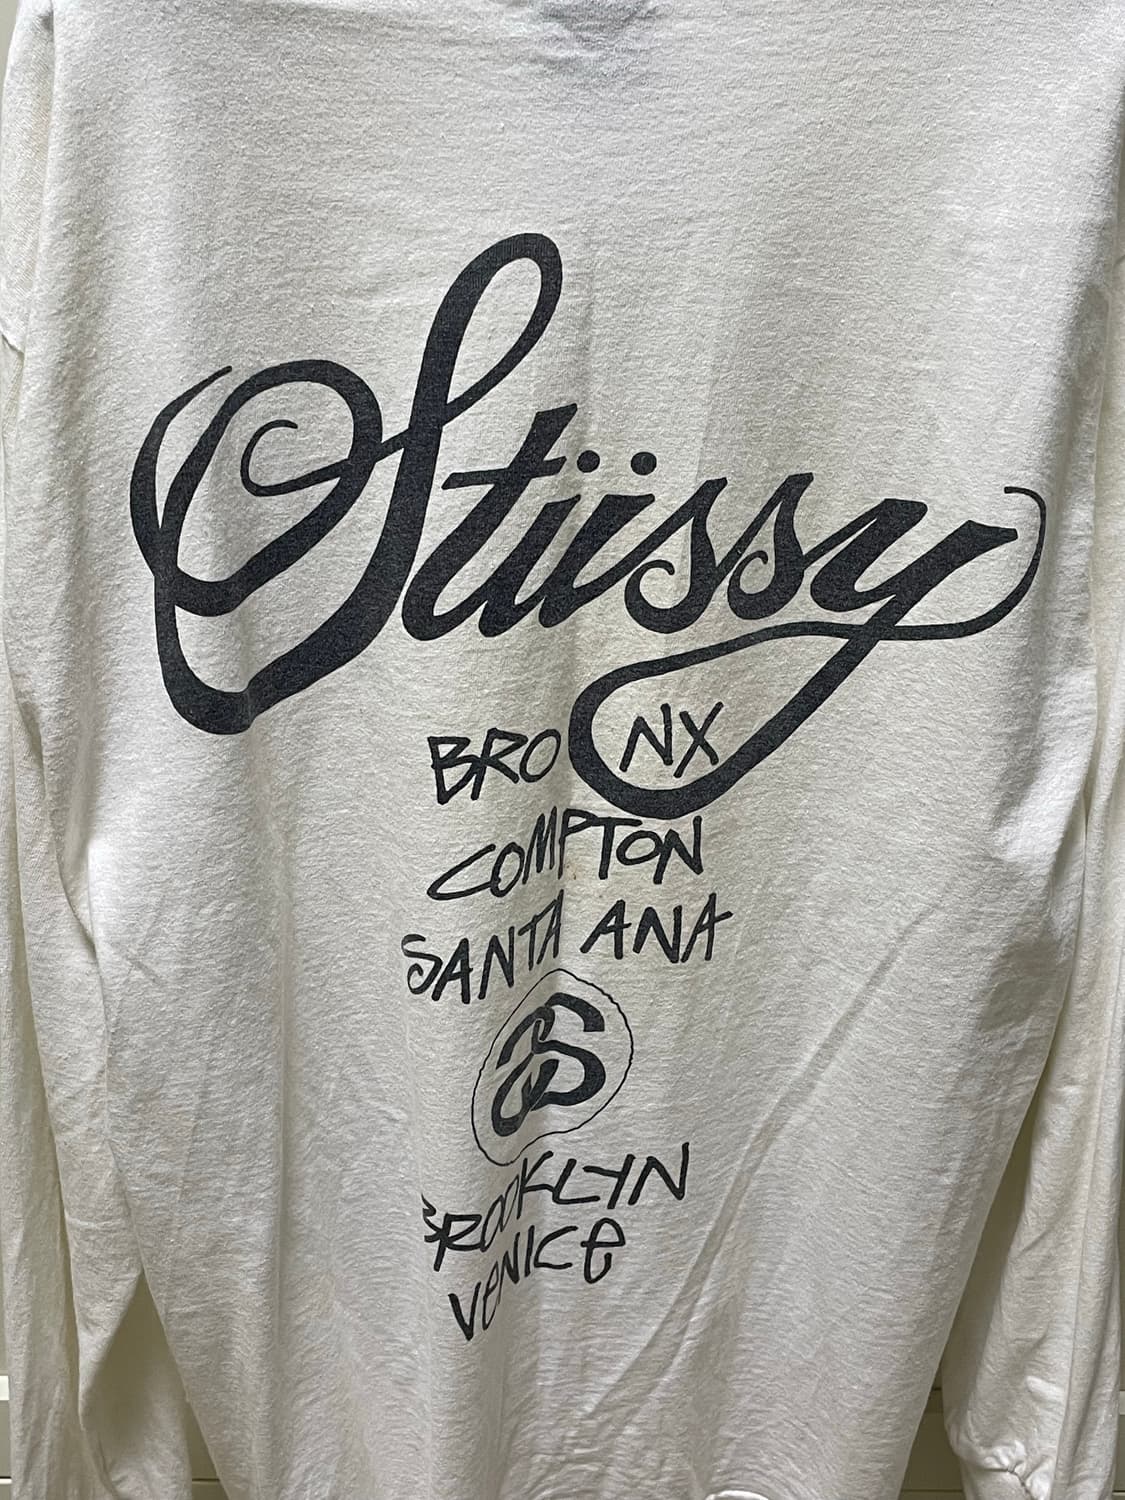 Stüssy
BRONX
COMPTON
SANTA ANA
SS
BROOKLYN
VENICe